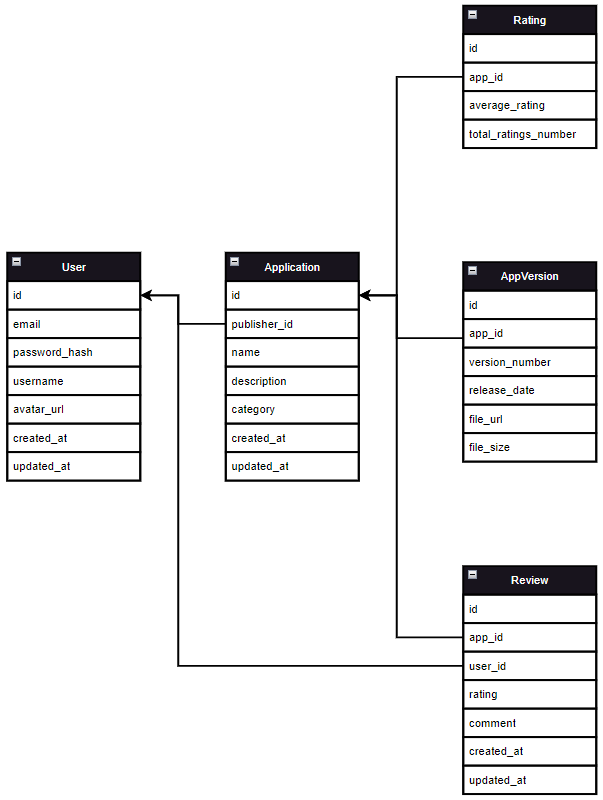 Rating
id
app_id
average_rating
total_ratings_number
User
id
email
password_hash
username
avatar_url
created_at
updated_at
Application
id
publisher_id
name
description
category
created_at
updated_at
AppVersion
id
app_id
version_number
release_date
file_url
file_size
Review
id
app_id
user_id
rating
comment
created_at
updated_at